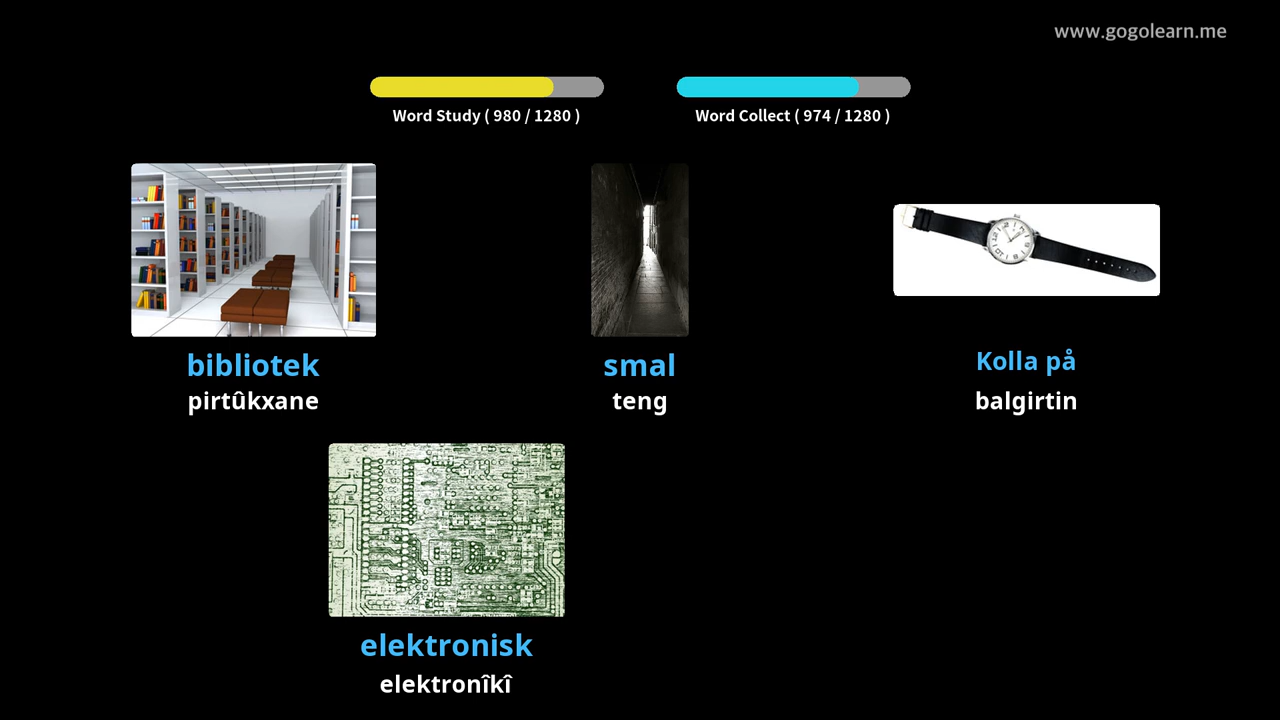 www.gogolearn.me
Word Study ( 980 / 1280 )
Word Collect ( 974 / 1280 )
bibliotek
pirtûkxane
smal
teng
Kolla på
balgirtin
elektronisk
elektronîkî